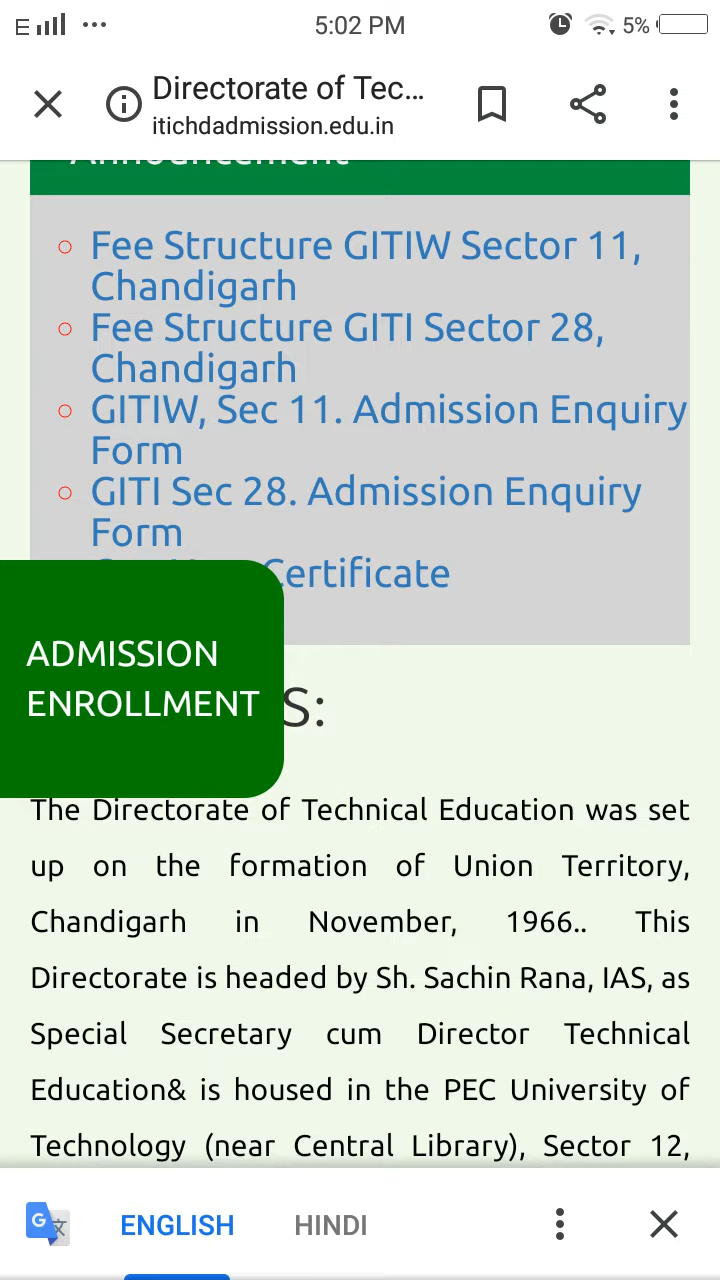 E 5:02 PM 5%
Directorate of Tec...
itichdadmission.edu.in
Announcement
Fee Structure GITIW Sector 11,
Chandigarh
Fee Structure GITI Sector 28,
Chandigarh
GITIW, Sec 11. Admission Enquiry
Form
GITI Sec 28. Admission Enquiry
Form
Certificate
ADMISSION
ENROLLMENT
S:
The Directorate of Technical Education was set
up on the formation of Union Territory,
Chandigarh in November, 1966.. This
Directorate is headed by Sh. Sachin Rana, IAS, as
Special Secretary cum Director Technical
Education& is housed in the PEC University of
Technology (near Central Library), Sector 12,
G ENGLISH HINDI